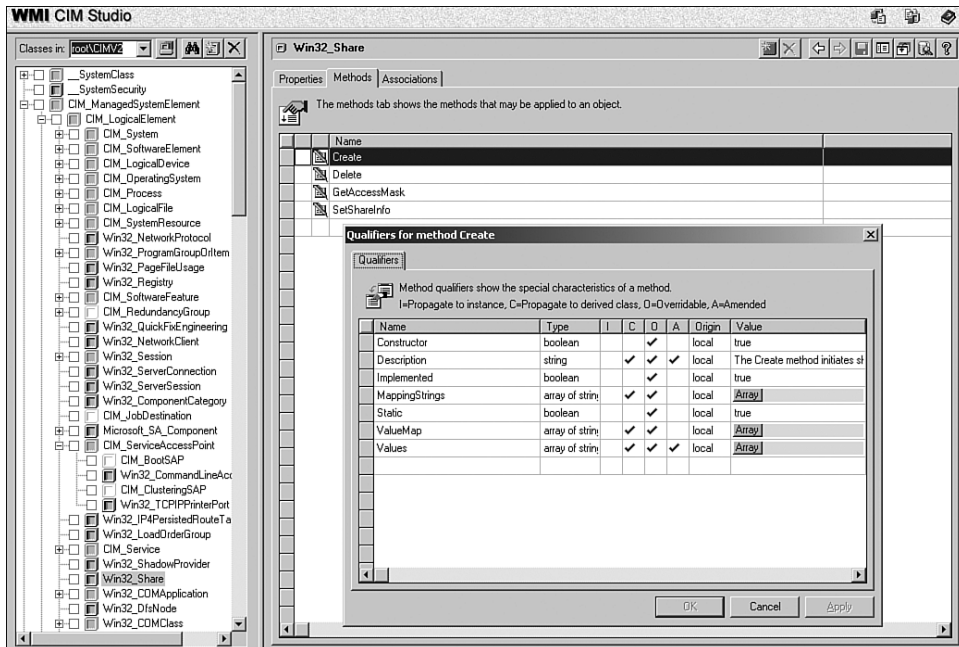 WMI CIM Studio
Classes in: root\CIMV2
__SystemClass
__SystemSecurity
CIM_ManagedSystemElement
CIM_LogicalElement
CIM_System
CIM_SoftwareElement
CIM_LogicalDevice
CIM_OperatingSystem
CIM_Process
CIM_LogicalFile
CIM_SystemResource
Win32_NetworkProtocol
Win32_ProgramGroupOrItem
Win32_PageFileUsage
Win32_Registry
CIM_SoftwareFeature
CIM_RedundancyGroup
Win32_QuickFixEngineering
Win32_NetworkClient
Win32_Session
Win32_ServerConnection
Win32_ServerSession
Win32_ComponentCategory
CIM_JobDestination
Microsoft_SA_Component
CIM_ServiceAccessPoint
CIM_BootSAP
Win32_CommandLineAcc
CIM_ClusteringSAP
Win32_TCPIPPrinterPort
Win32_IP4PersistedRouteTa
Win32_LoadOrderGroup
CIM_Service
Win32_ShadowProvider
Win32_Share
Win32_COMApplication
Win32_DfsNode
Win32_COMClass
Win32_Share
Properties Methods Associations
The methods tab shows the methods that may be applied to an object.
Name
Create
Delete
GetAccessMask
SetShareInfo
Qualifiers for method Create
Qualifiers
Method qualifiers show the special characteristics of a method.
I=Propagate to instance, C=Propagate to derived class, O=Overridable, A=Amended
Name Type I C O A Origin Value
Constructor boolean local true
Description string local The Create method initiates sh
Implemented boolean local true
MappingStrings array of string local Array
Static boolean local true
ValueMap array of string local Array
Values array of string local Array
OK Cancel Apply